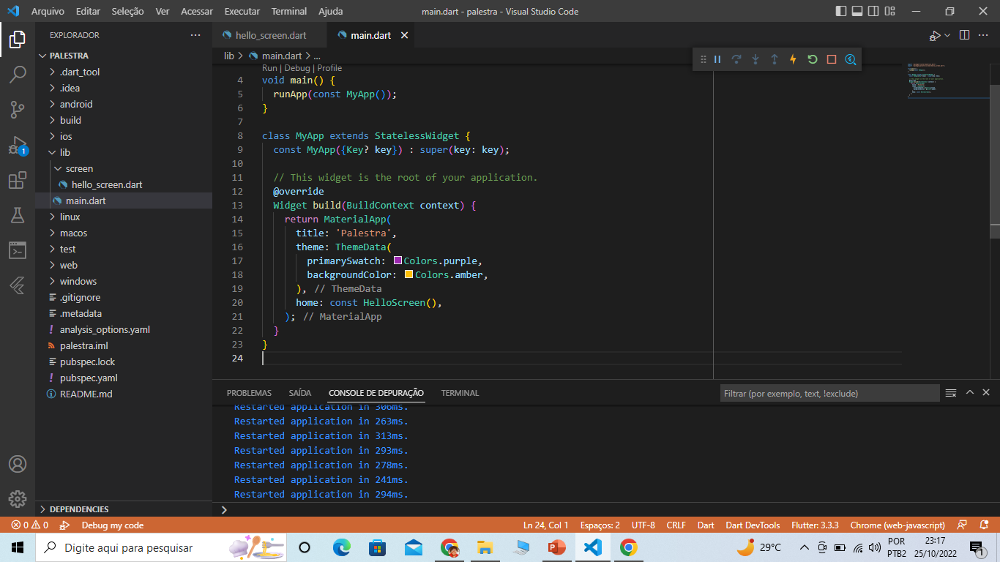 Arquivo Editar Seleção Ver Acessar Executar Terminal Ajuda
main.dart - palestra - Visual Studio Code
EXPLORADOR
PALESTRA
.dart_tool
.idea
android
build
ios
lib
screen
hello_screen.dart
main.dart
linux
macos
test
web
windows
.gitignore
.metadata
analysis_options.yaml
palestra.iml
pubspec.lock
pubspec.yaml
README.md
DEPENDENCIES
1
hello_screen.dart main.dart
lib > main.dart > ...
Run | Debug | Profile
4 void main() {
5 runApp(const MyApp());
6 }
7
8 class MyApp extends StatelessWidget {
9 const MyApp({Key? key}) : super(key: key);
10
11 // This widget is the root of your application.
12 @override
13 Widget build(BuildContext context) {
14 return MaterialApp(
15 title: 'Palestra',
16 theme: ThemeData(
17 primarySwatch: Colors.purple,
18 backgroundColor: Colors.amber,
19 ), // ThemeData
20 home: const HelloScreen(),
21 ); // MaterialApp
22 }
23 }
24
PROBLEMAS SAÍDA CONSOLE DE DEPURAÇÃO TERMINAL
Filtrar (por exemplo, text, !exclude)
Restarted application in 306ms.
Restarted application in 263ms.
Restarted application in 313ms.
Restarted application in 293ms.
Restarted application in 278ms.
Restarted application in 241ms.
Restarted application in 294ms.
0 0 Debug my code
Ln 24, Col 1 Espaços: 2 UTF-8 CRLF Dart Dart DevTools Flutter: 3.3.3 Chrome (web-javascript)
Digite aqui para pesquisar
29°C
POR
PTB2
23:17
25/10/2022
1